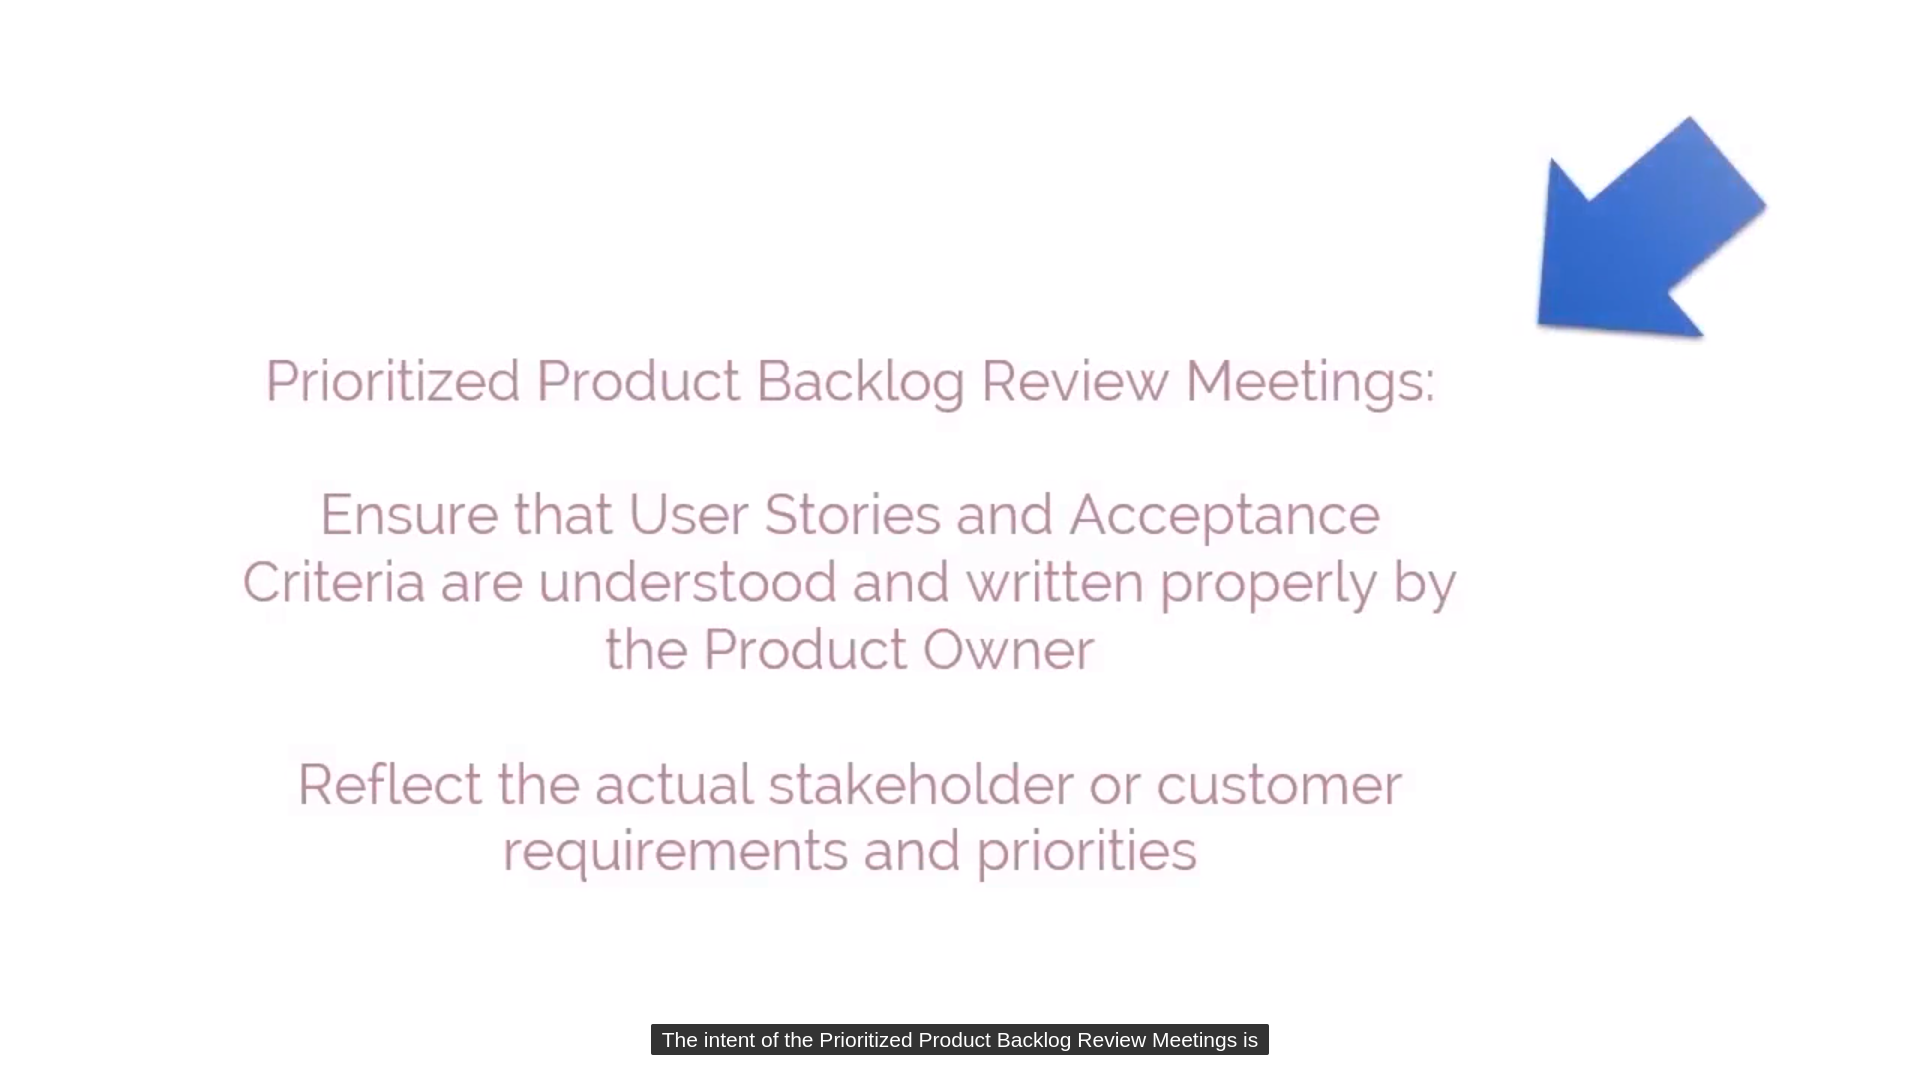 Prioritized Product Backlog Review Meetings:
Ensure that User Stories and Acceptance
Criteria are understood and written properly by
the Product Owner
Reflect the actual stakeholder or customer
requirements and priorities
The intent of the Prioritized Product Backlog Review Meetings is